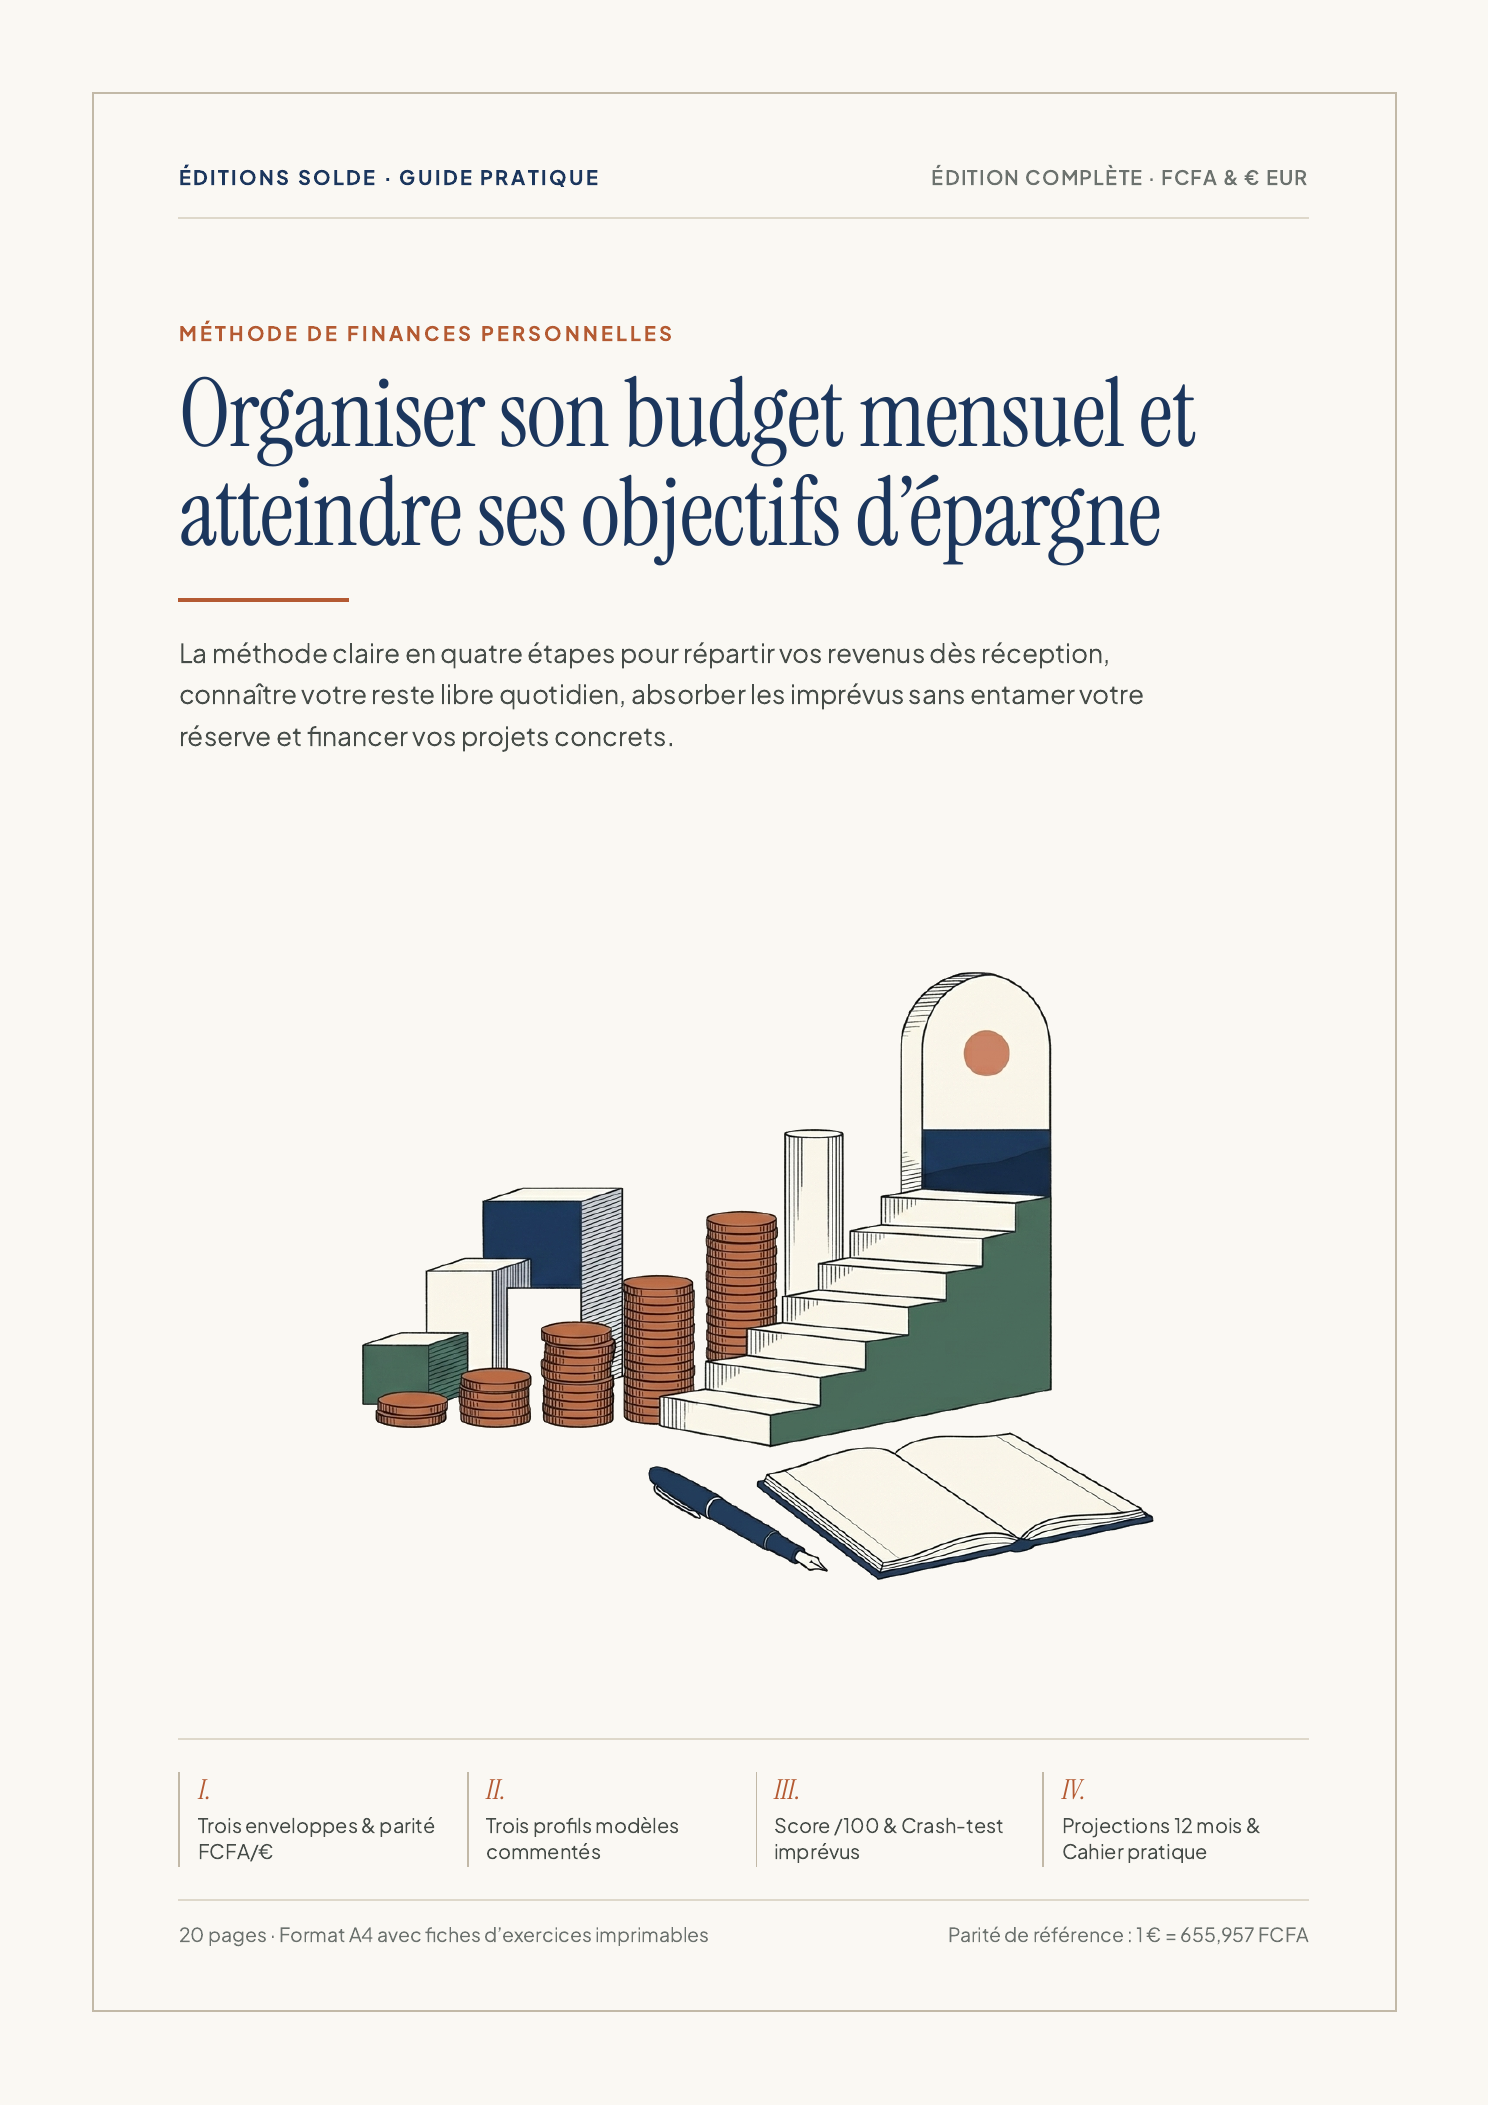 ÉDITIONS SOLDE · GUIDE PRATIQUE
ÉDITION COMPLÈTE · FCFA & € EUR
MÉTHODE DE FINANCES PERSONNELLES
Organiser son budget mensuel et
atteindre ses objectifs d’épargne
La méthode claire en quatre étapes pour répartir vos revenus dès réception,
connaître votre reste libre quotidien, absorber les imprévus sans entamer votre
réserve et financer vos projets concrets.
I.
Trois enveloppes & parité
FCFA/€
II.
Trois profils modèles
commentés
III.
Score /100 & Crash-test
imprévus
IV.
Projections 12 mois &
Cahier pratique
20 pages · Format A4 avec fiches d’exercices imprimables
Parité de référence : 1 € = 655,957 FCFA